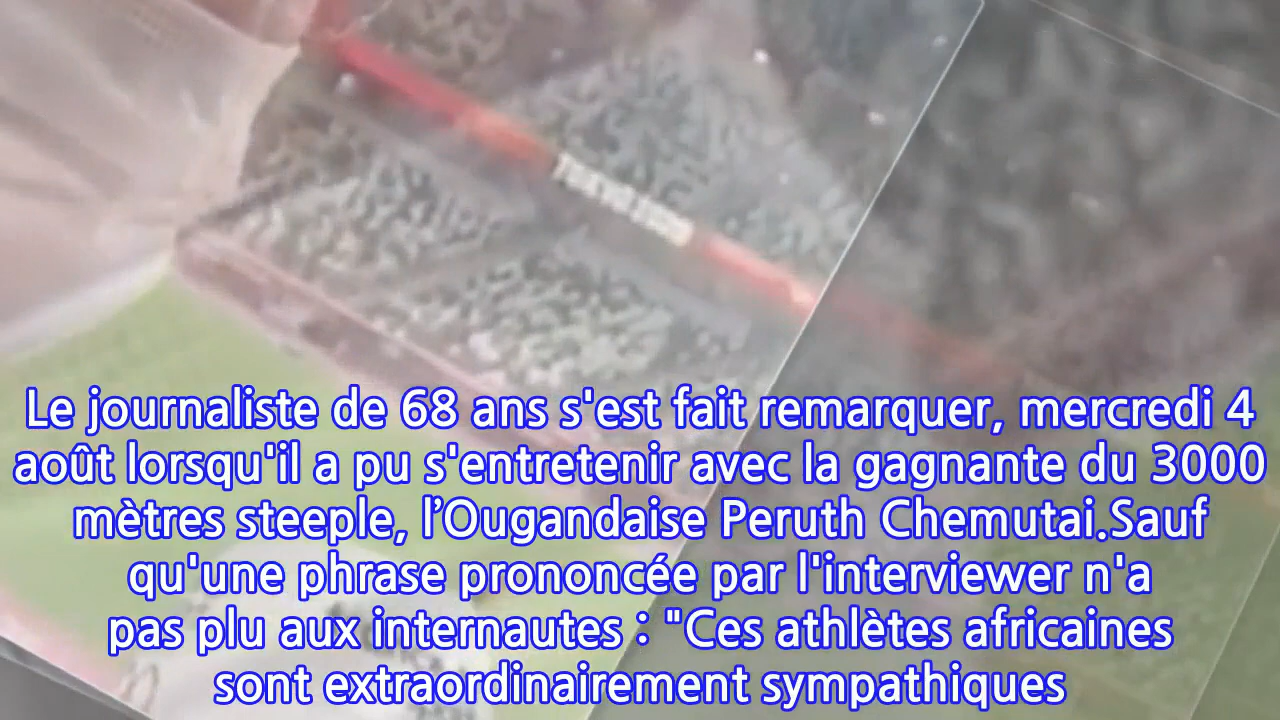 Le journaliste de 68 ans s'est fait remarquer, mercredi 4
août lorsqu'il a pu s'entretenir avec la gagnante du 3000
mètres steeple, l’Ougandaise Peruth Chemutai.Sauf
qu'une phrase prononcée par l'interviewer n'a
pas plu aux internautes : "Ces athlètes africaines
sont extraordinairement sympathiques